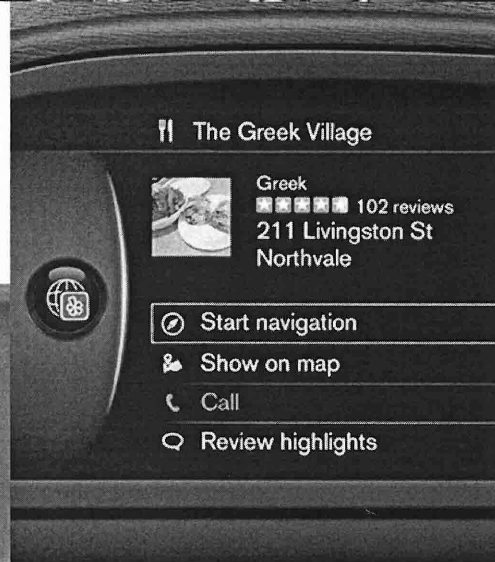 The Greek Village
Greek
102 reviews
211 Livingston St
Northvale
Start navigation
Show on map
Call
Review highlights